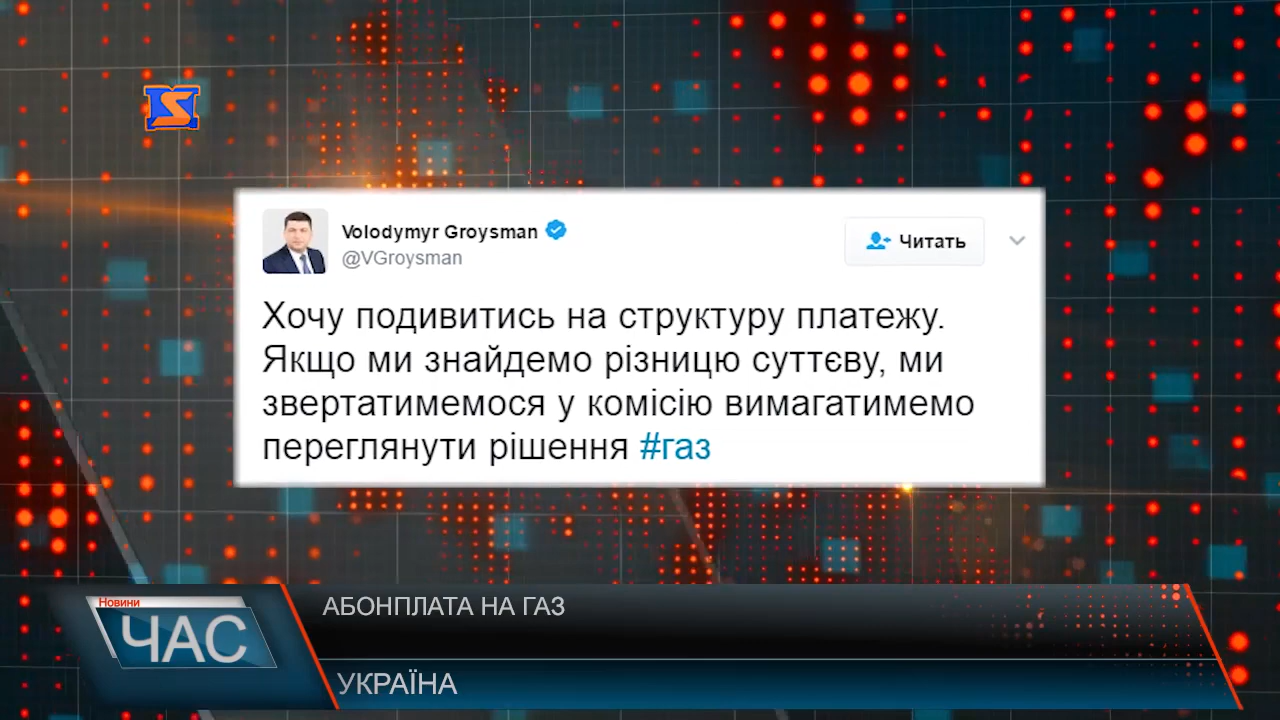 Volodymyr Groysman
@VGroysman
Читать
Хочу подивитись на структуру платежу.
Якщо ми знайдемо різницю суттєву, ми
звертатимемося у комісію вимагатимемо
переглянути рішення #газ
Новини
ЧАС
АБОНПЛАТА НА ГАЗ
УКРАЇНА